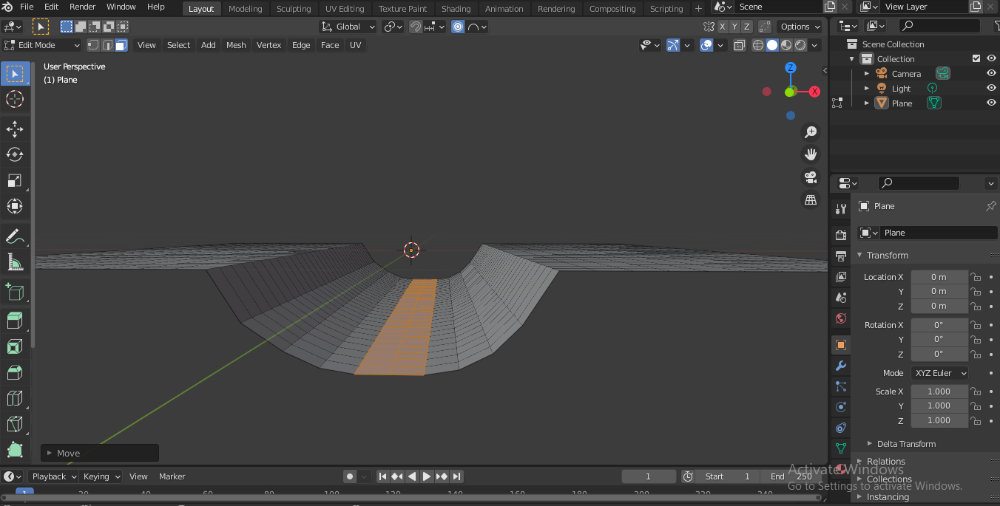 File Edit Render Window Help Layout Modeling Sculpting UV Editing Texture Paint Shading Animation Rendering Compositing Scripting + Scene View Layer
Global X Y Z Options
Edit Mode View Select Add Mesh Vertex Edge Face UV
User Perspective
(1) Plane
Z
X
Move
Scene Collection
Collection
Camera
Light
Plane
Plane
Plane
Transform
Location X 0 m
Y 0 m
Z 0 m
Rotation X 0°
Y 0°
Z 0°
Mode XYZ Euler
Scale X 1.000
Y 1.000
Z 1.000
Delta Transform
Relations
Collections
Instancing
Playback Keying View Marker 1 Start 1 End 250
1 20 40 60 80 100 120 140 160 180 200 220 240
Activate Windows
Go to Settings to activate Windows.